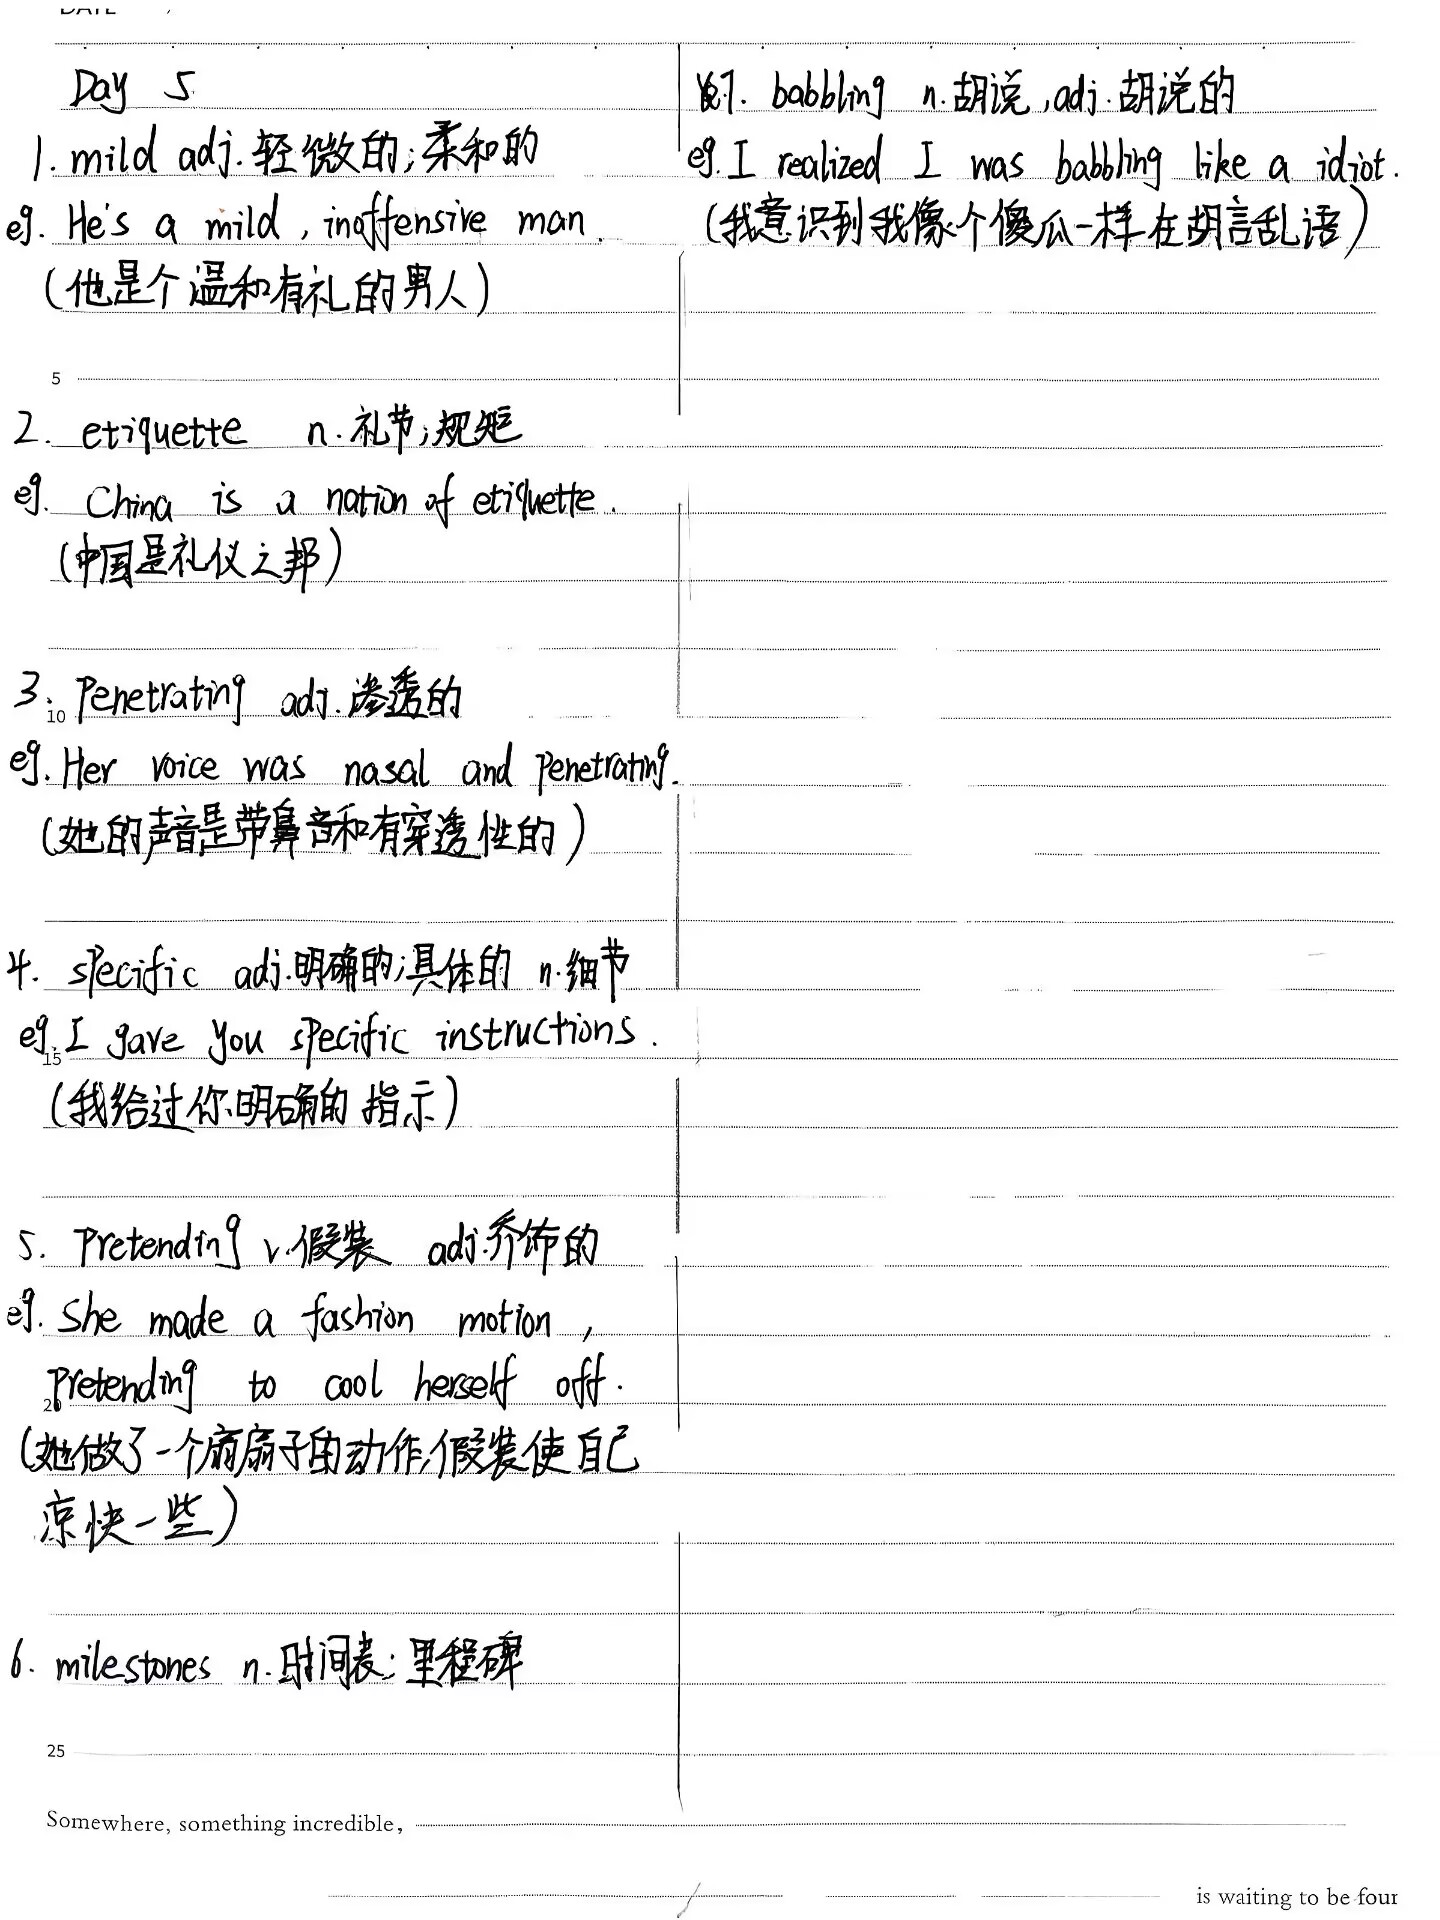 Day 5
1. mild adj.轻微的;柔和的
eg. He's a mild, inoffensive man.
(他是个温和有礼的男人)
5
2. etiquette n.礼节;规矩
eg. China is a nation of etiquette.
(中国是礼仪之邦)
3. Penetrating adj.渗透的
10
eg. Her voice was nasal and penetrating.
(她的声音是带鼻音和有穿透性的)
4. specific adj.明确的;具体的 n.细节
eg. I gave you specific instructions.
15
(我给过你明确的指示)
5. Pretending v.假装 adj.乔饰的
eg. She made a fashion motion,
pretending to cool herself off.
20
(她做了一个扇扇子的动作,假装使自己
凉快一些)
6. milestones n.时间表;里程碑
25
7. babbling n.胡说,adj.胡说的
eg. I realized I was babbling like a idiot.
(我意识到我像个傻瓜一样在胡言乱语)
Somewhere, something incredible,
is waiting to be